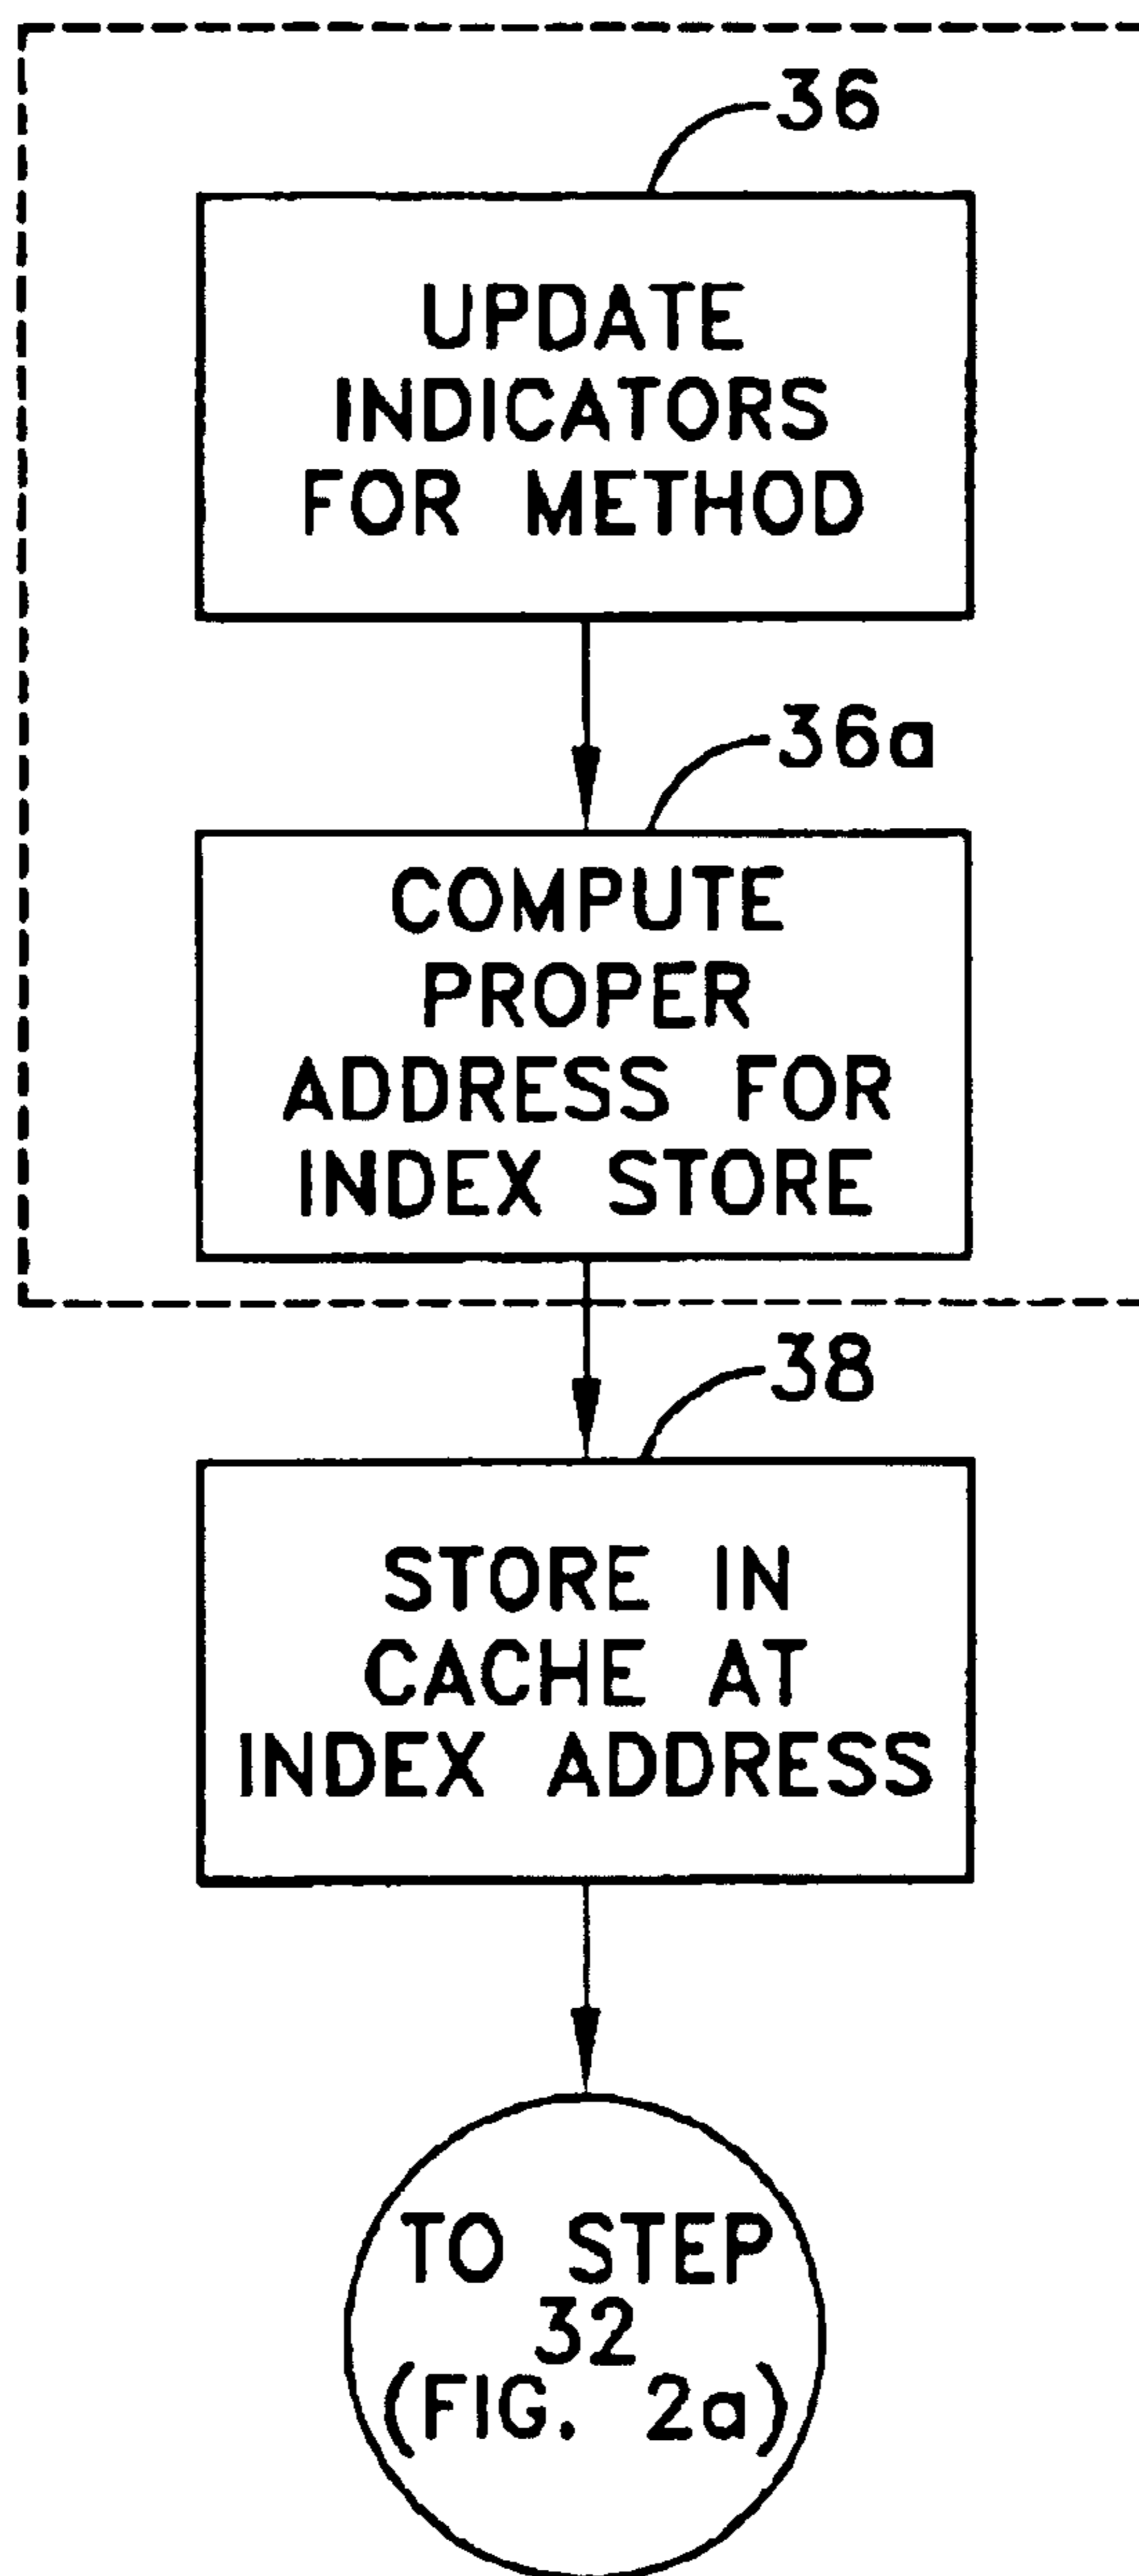 36
UPDATE
INDICATORS
FOR METHOD
36a
COMPUTE
PROPER
ADDRESS FOR
INDEX STORE
38
STORE IN
CACHE AT
INDEX ADDRESS
TO STEP
32
(FIG. 2a)